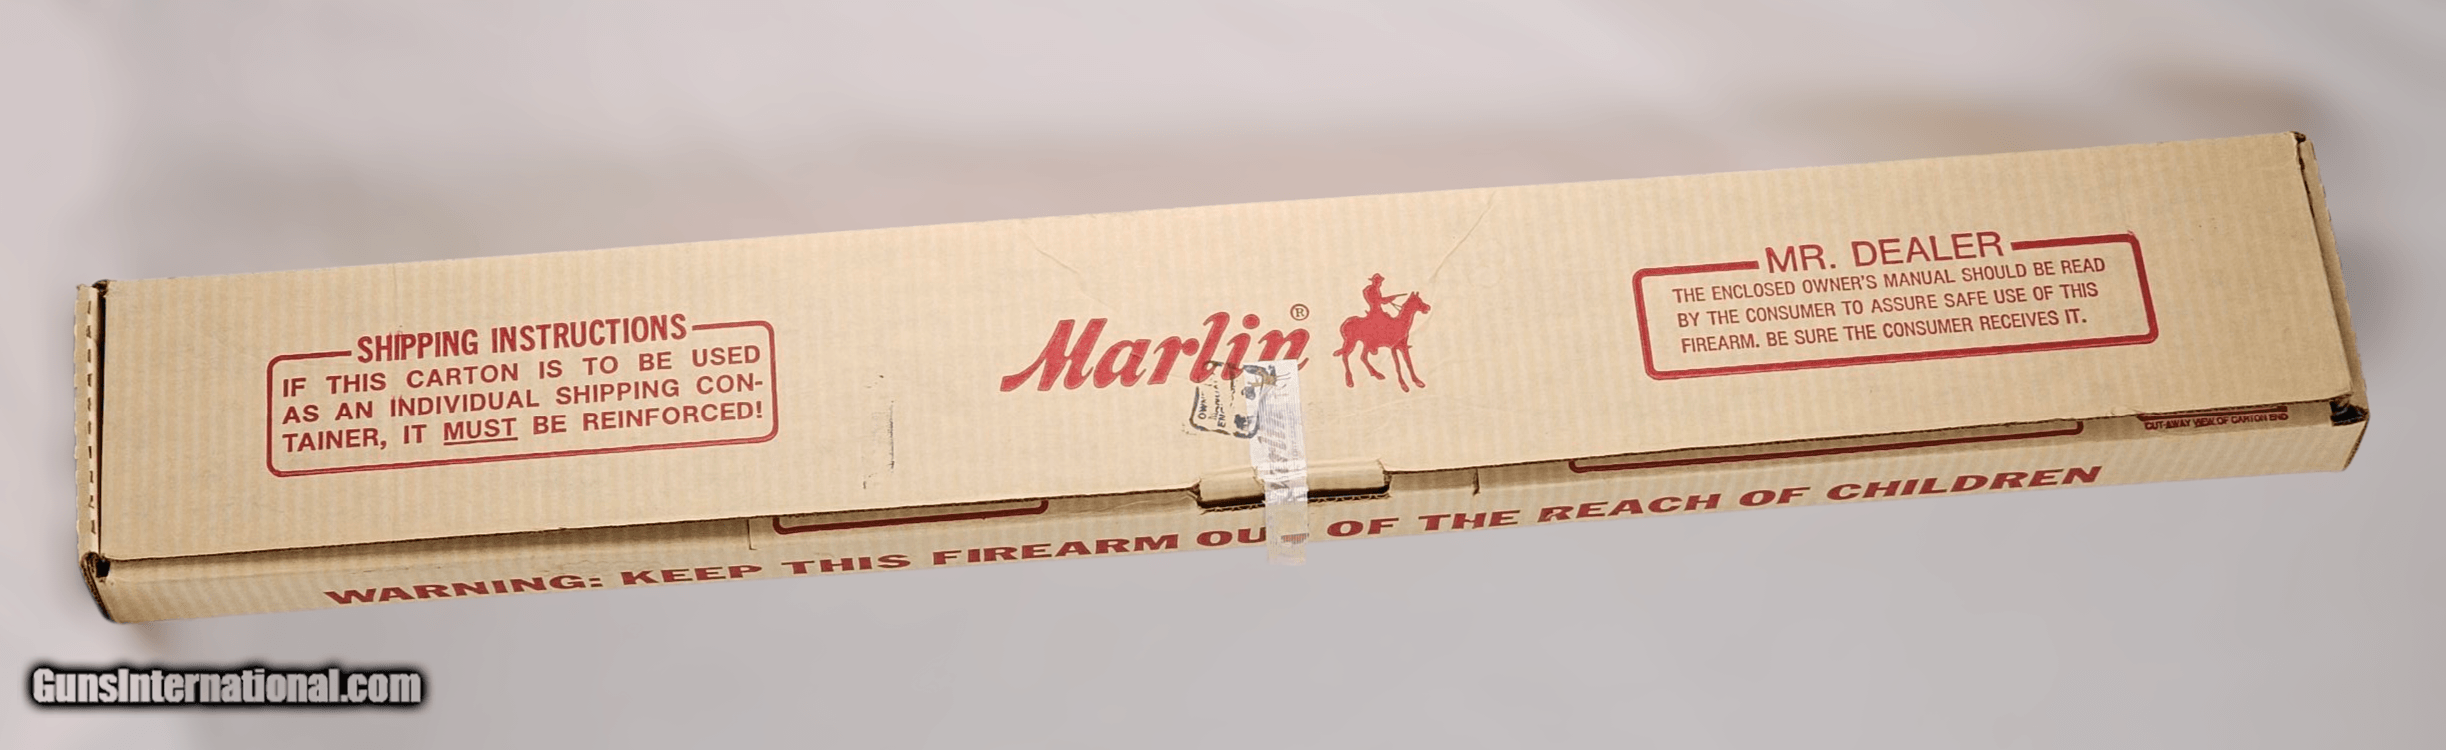 SHIPPING INSTRUCTIONS
IF THIS CARTON IS TO BE USED
AS AN INDIVIDUAL SHIPPING CON-
TAINER, IT MUST BE REINFORCED!
Marlin®
MR. DEALER
THE ENCLOSED OWNER'S MANUAL SHOULD BE READ
BY THE CONSUMER TO ASSURE SAFE USE OF THIS
FIREARM. BE SURE THE CONSUMER RECEIVES IT.
CUT-AWAY VIEW OF CARTON END
WARNING: KEEP THIS FIREARM OU OF THE REACH OF CHILDREN
GunsInternational.com